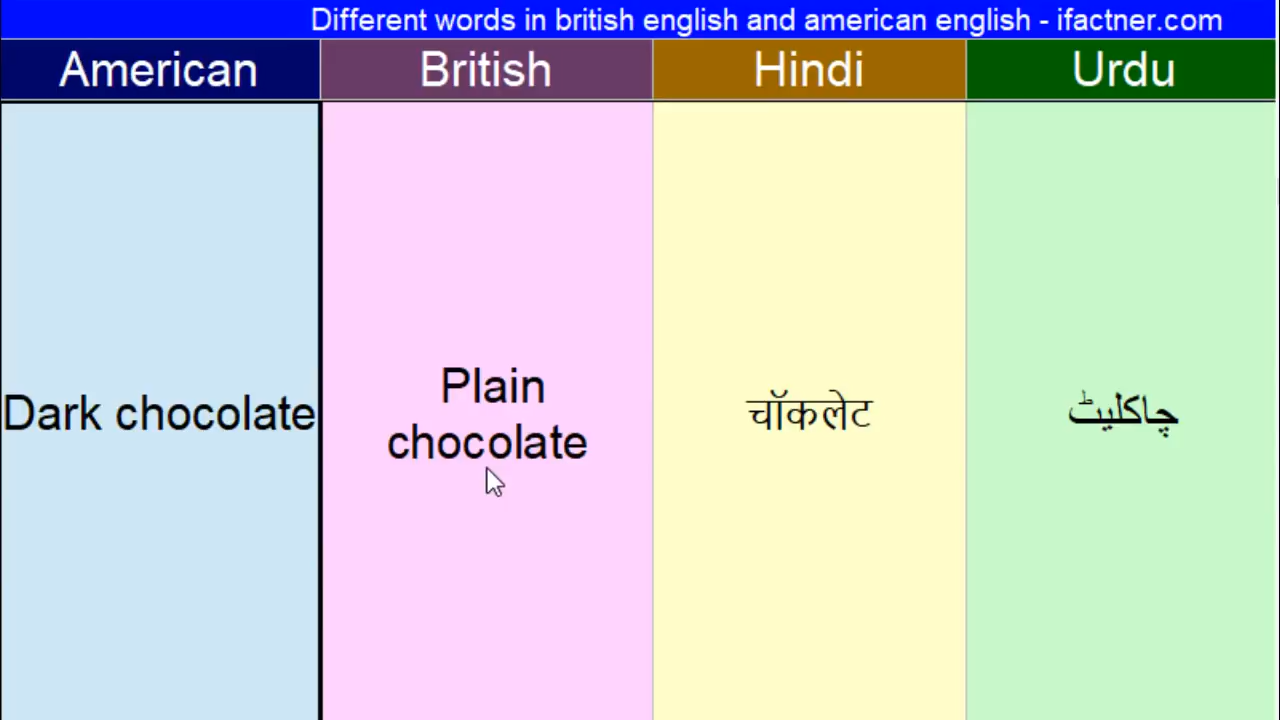 Different words in british english and american english - ifactner.com
American
British
Hindi
Urdu
Dark chocolate
Plain
chocolate
चॉकलेट
چاکلیٹ